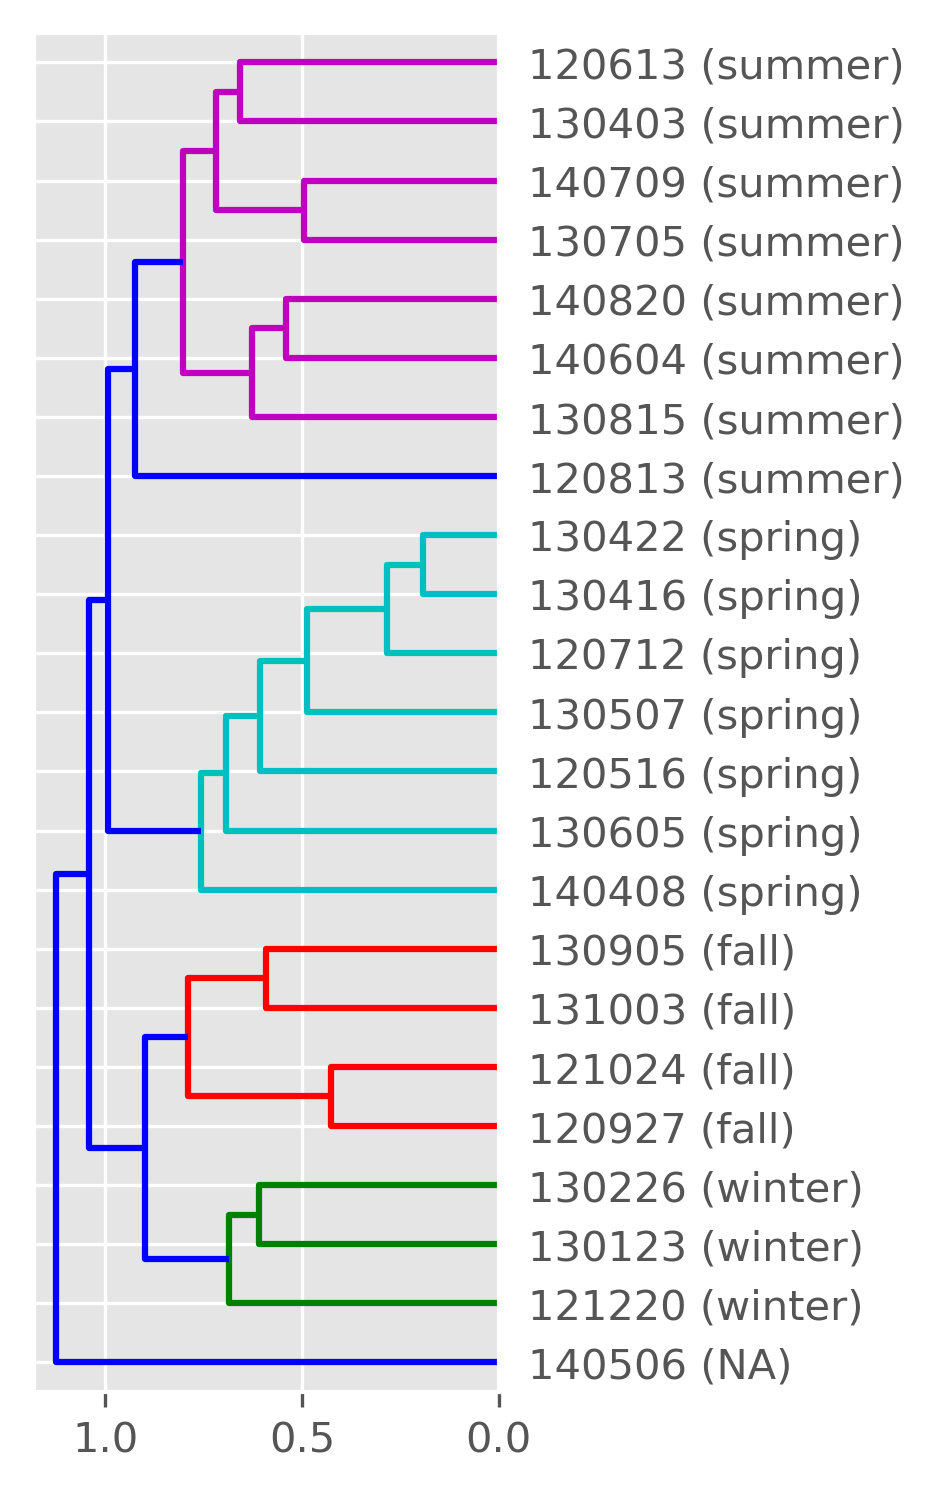 120613 (summer)
130403 (summer)
140709 (summer)
130705 (summer)
140820 (summer)
140604 (summer)
130815 (summer)
120813 (summer)
130422 (spring)
130416 (spring)
120712 (spring)
130507 (spring)
120516 (spring)
130605 (spring)
140408 (spring)
130905 (fall)
131003 (fall)
121024 (fall)
120927 (fall)
130226 (winter)
130123 (winter)
121220 (winter)
140506 (NA)
1.0 0.5 0.0